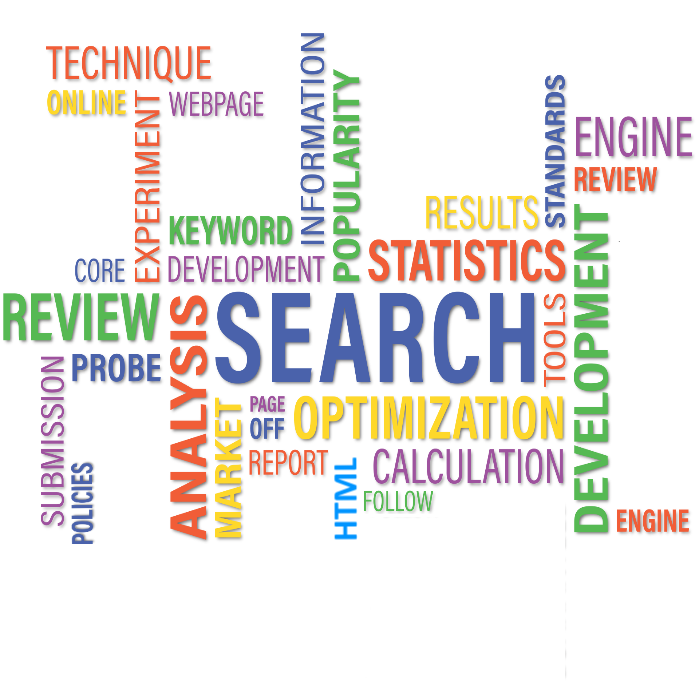 TECHNIQUE
ONLINE
WEBPAGE
EXPERIMENT
INFORMATION
POPULARITY
STANDARDS
ENGINE
REVIEW
RESULTS
KEYWORD
STATISTICS
CORE
DEVELOPMENT
DEVELOPMENT
REVIEW
SEARCH
TOOLS
ANALYSIS
PROBE
SUBMISSION
MARKET
PAGE
OFF
OPTIMIZATION
REPORT
CALCULATION
POLICIES
HTML
FOLLOW
ENGINE